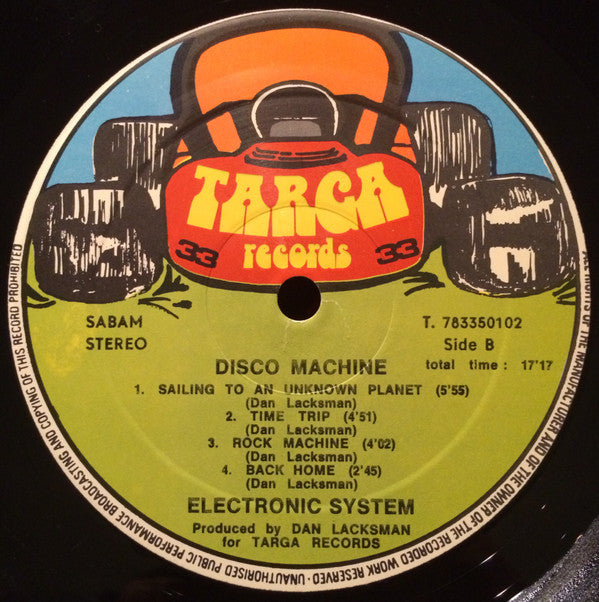 TARGA
33 records 33
SABAM
STEREO
T. 783350102
Side B
total time : 17'17
DISCO MACHINE
1. SAILING TO AN UNKNOWN PLANET (5'55)
(Dan Lacksman)
2. TIME TRIP (4'51)
(Dan Lacksman)
3. ROCK MACHINE (4'02)
(Dan Lacksman)
4. BACK HOME (2'45)
(Dan Lacksman)
ELECTRONIC SYSTEM
Produced by DAN LACKSMAN
for TARGA RECORDS
ALL RIGHTS OF THE MANUFACTURER AND OF THE OWNER OF THE RECORDED WORK RESERVED · UNAUTHORISED PUBLIC PERFORMANCE BROADCASTING AND COPYING OF THIS RECORD PROHIBITED